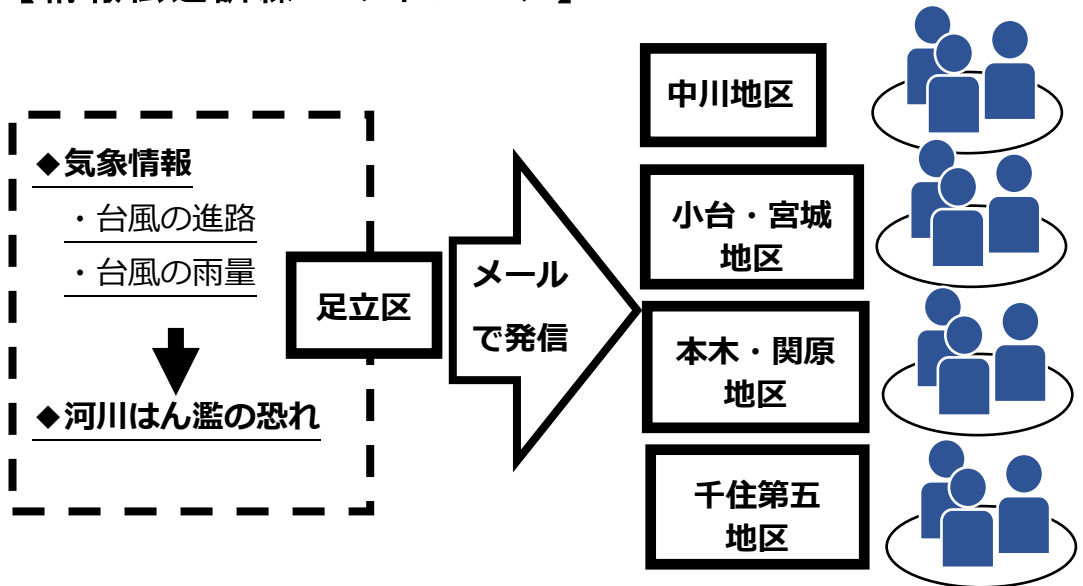 ◆気象情報
・台風の進路
・台風の雨量
◆河川はん濫の恐れ
足立区
メール
で発信
中川地区
小台・宮城
地区
本木・関原
地区
千住第五
地区